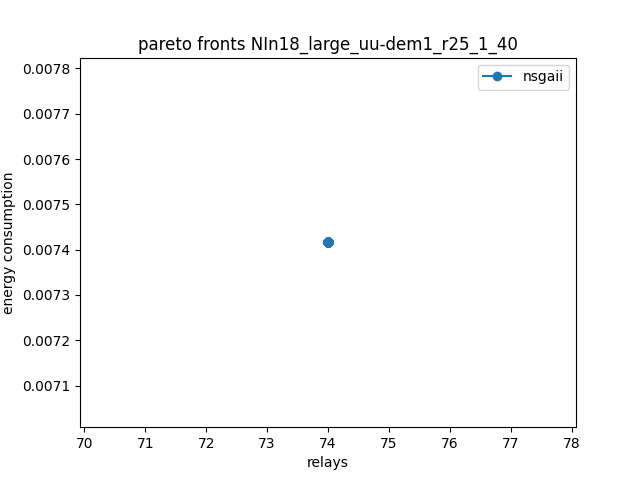 pareto fronts NIn18_large_uu-dem1_r25_1_40
nsgaii
0.0078
0.0077
0.0076
0.0075
0.0074
0.0073
0.0072
0.0071
energy consumption
70 71 72 73 74 75 76 77 78
relays